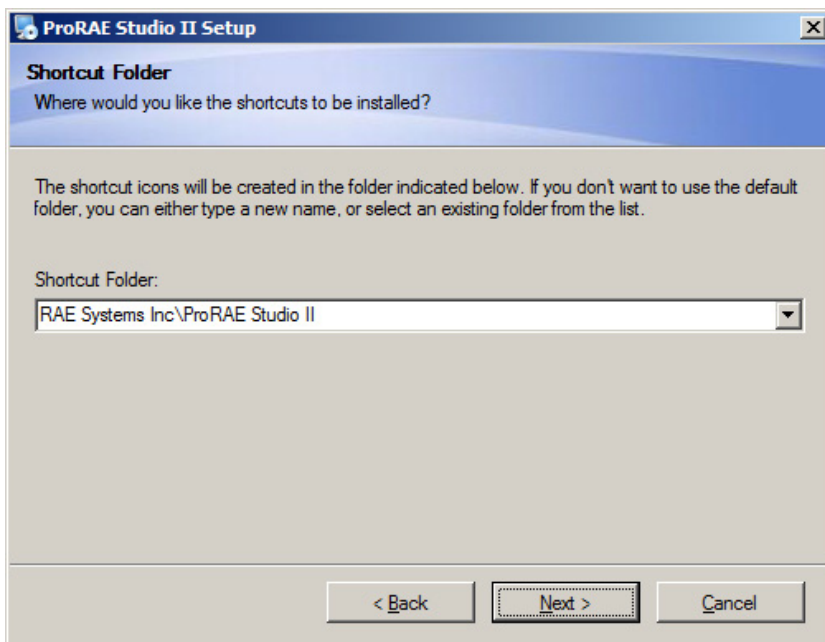 ProRAE Studio II Setup
Shortcut Folder
Where would you like the shortcuts to be installed?
The shortcut icons will be created in the folder indicated below. If you don't want to use the default
folder, you can either type a new name, or select an existing folder from the list.
Shortcut Folder:
RAE Systems Inc\ProRAE Studio II
< Back
Next >
Cancel